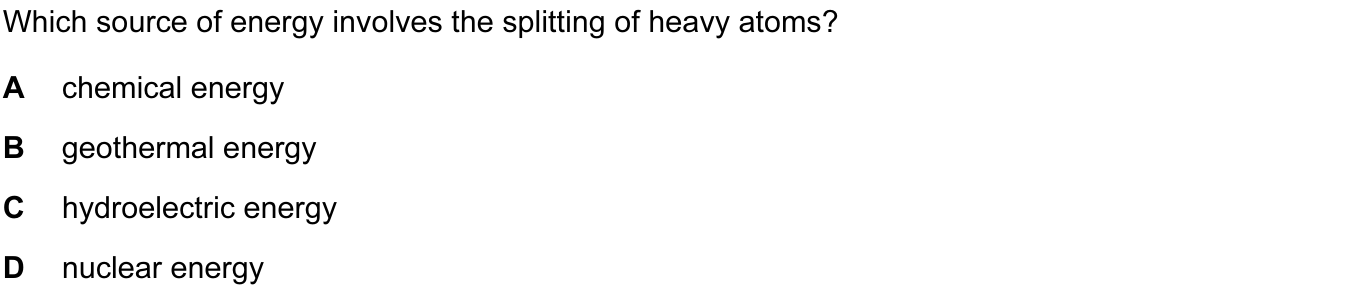 Which source of energy involves the splitting of heavy atoms?
A chemical energy
B geothermal energy
C hydroelectric energy
D nuclear energy